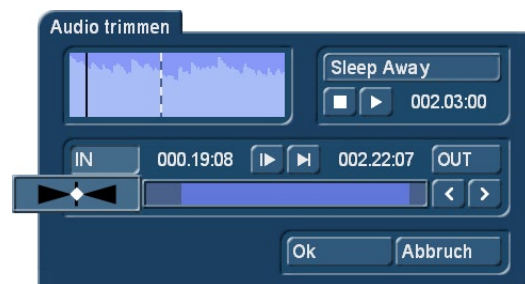 Audio trimmen
Sleep Away
002.03:00
IN 000.19:08 002.22:07 OUT
Ok Abbruch